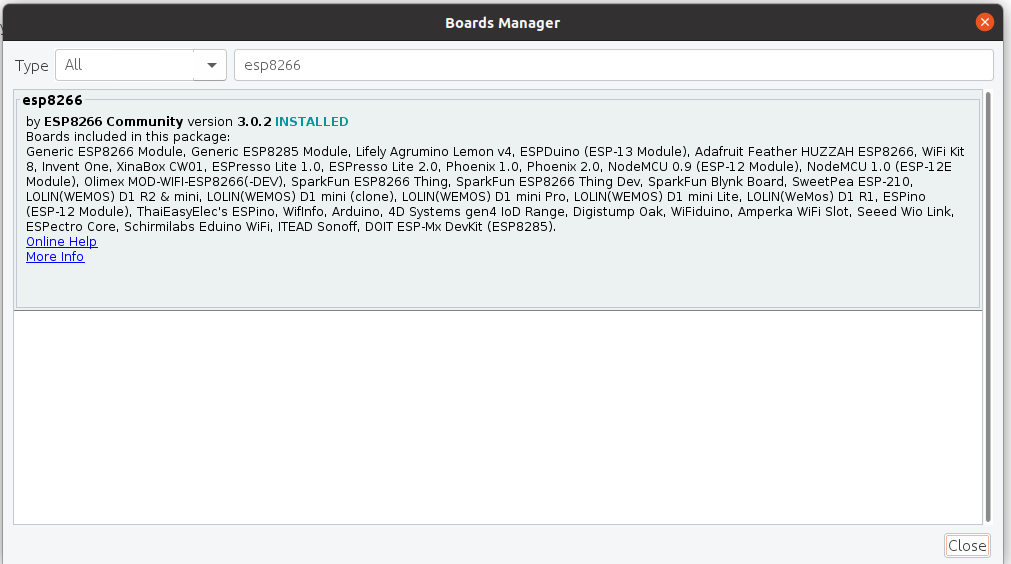 Boards Manager
Type All esp8266
esp8266
by ESP8266 Community version 3.0.2 INSTALLED
Boards included in this package:
Generic ESP8266 Module, Generic ESP8285 Module, Lifely Agrumino Lemon v4, ESPDuino (ESP-13 Module), Adafruit Feather HUZZAH ESP8266, WiFi Kit
8, Invent One, XinaBox CW01, ESPresso Lite 1.0, ESPresso Lite 2.0, Phoenix 1.0, Phoenix 2.0, NodeMCU 0.9 (ESP-12 Module), NodeMCU 1.0 (ESP-12E
Module), Olimex MOD-WIFI-ESP8266(-DEV), SparkFun ESP8266 Thing, SparkFun ESP8266 Thing Dev, SparkFun Blynk Board, SweetPea ESP-210,
LOLIN(WEMOS) D1 R2 & mini, LOLIN(WEMOS) D1 mini (clone), LOLIN(WEMOS) D1 mini Pro, LOLIN(WEMOS) D1 mini Lite, LOLIN(WeMos) D1 R1, ESPino
(ESP-12 Module), ThaiEasyElec's ESPino, WifInfo, Arduino, 4D Systems gen4 IoD Range, Digistump Oak, WiFiduino, Amperka WiFi Slot, Seeed Wio Link,
ESPectro Core, Schirmilabs Eduino WiFi, ITEAD Sonoff, DOIT ESP-Mx DevKit (ESP8285).
Online Help
More Info
Close